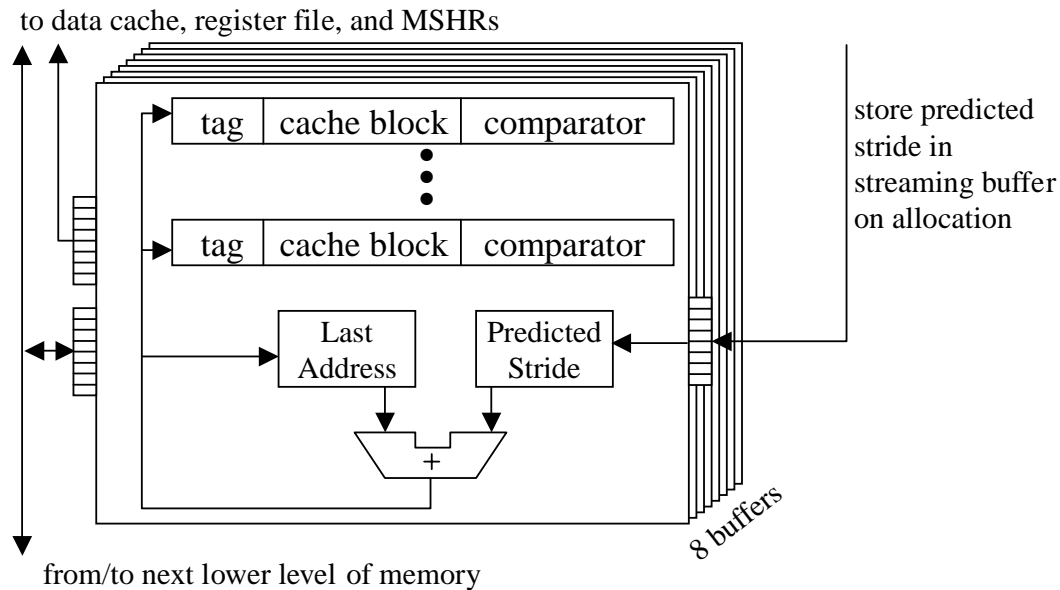 to data cache, register file, and MSHRs
tag cache block comparator
tag cache block comparator
store predicted
stride in
streaming buffer
on allocation
Last
Address
Predicted
Stride
+
8 buffers
from/to next lower level of memory